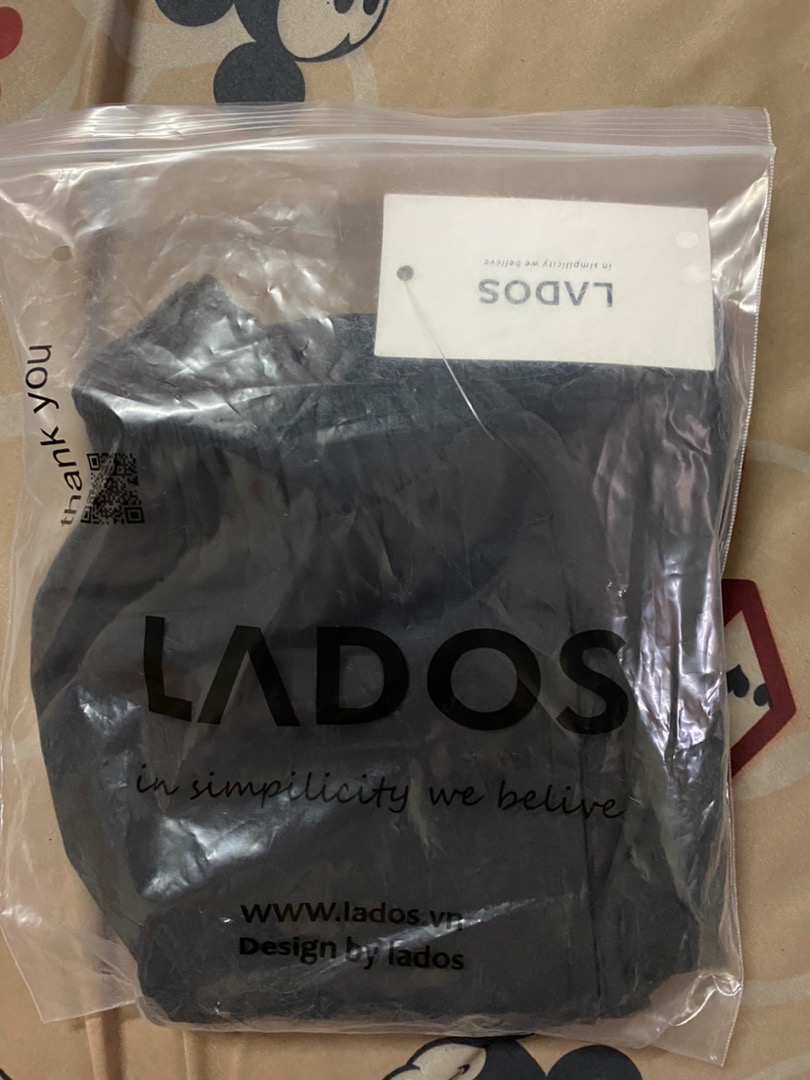 LADOS
in simplicity we believe
thank you
LADOS
in simpilicity we belive
www.lados.vn
Design by lados